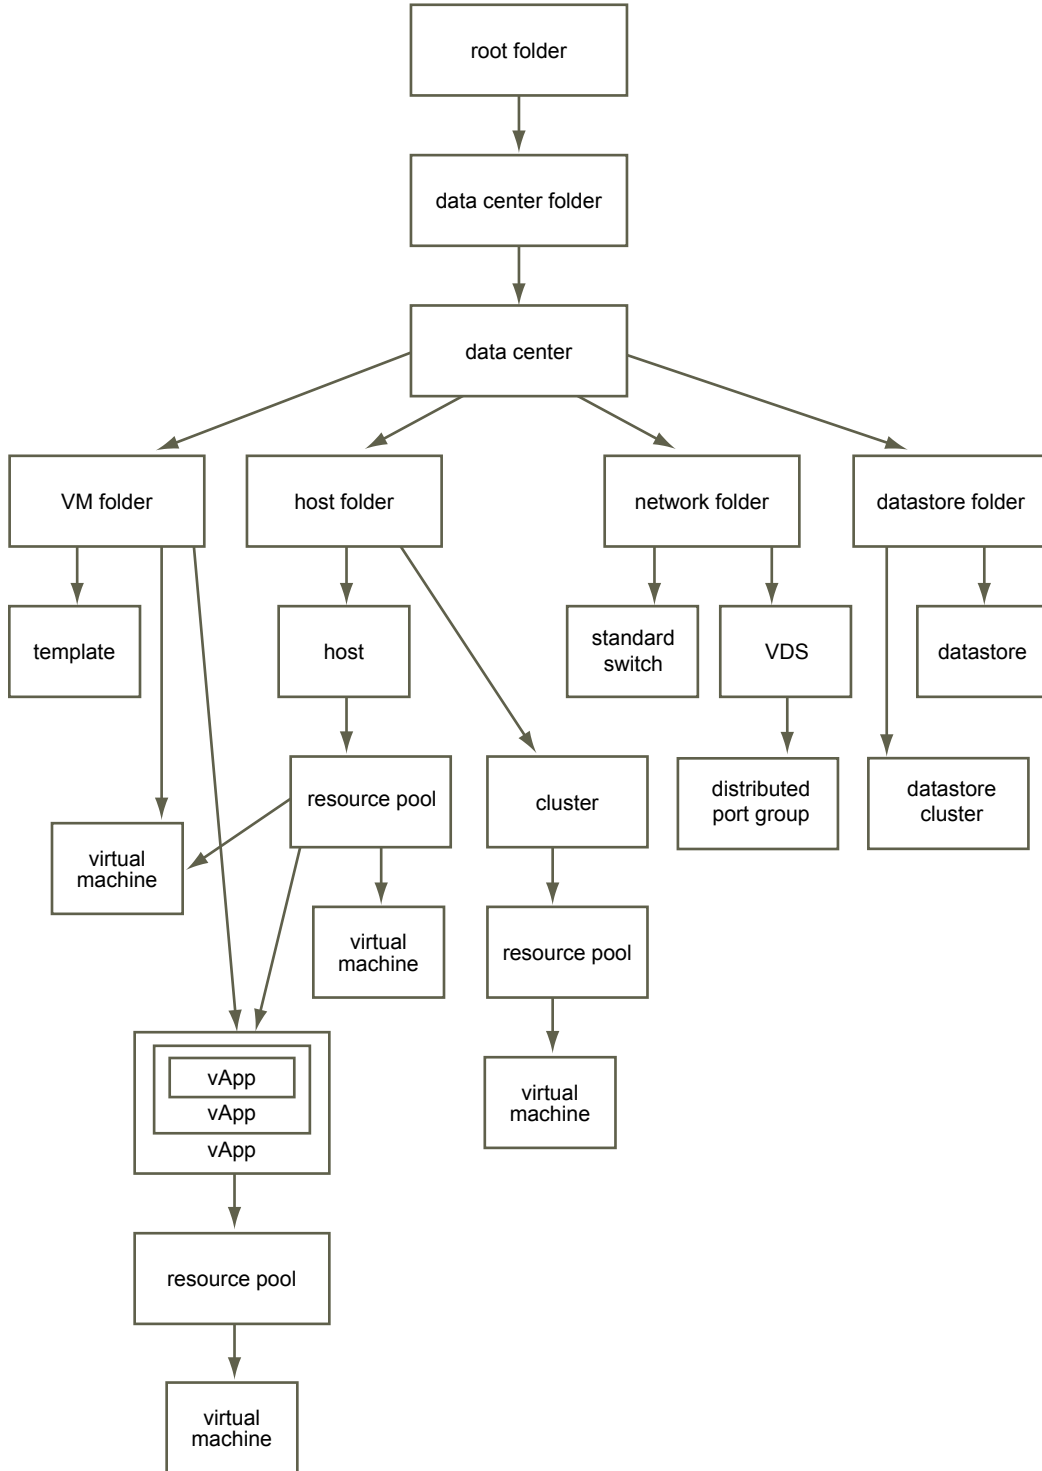 root folder
data center folder
data center
VM folder
host folder
network folder
datastore folder
template
host
standard
switch
VDS
datastore
resource pool
cluster
distributed
port group
datastore
cluster
virtual
machine
virtual
machine
resource pool
vApp
vApp
vApp
virtual
machine
resource pool
virtual
machine